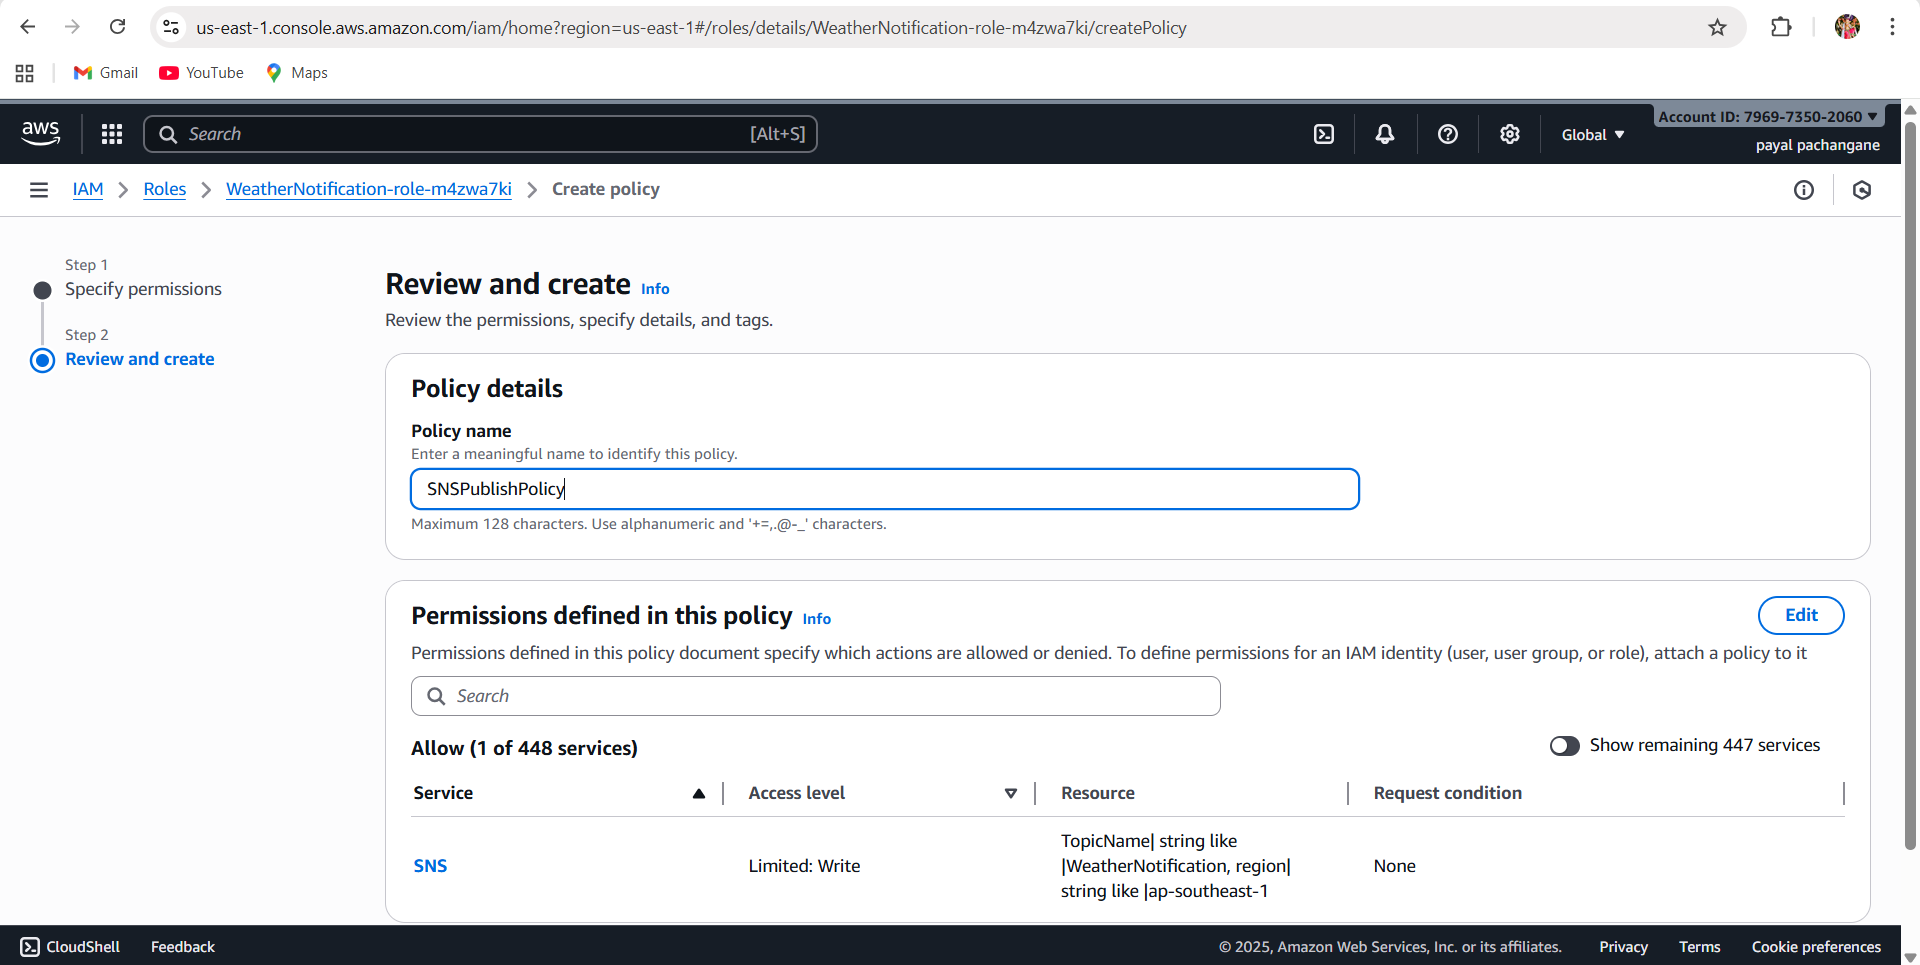 us-east-1.console.aws.amazon.com/iam/home?region=us-east-1#/roles/details/WeatherNotification-role-m4zwa7ki/createPolicy
Gmail YouTube Maps
aws Search [Alt+S] Global Account ID: 7969-7350-2060
payal pachangane
IAM Roles WeatherNotification-role-m4zwa7ki Create policy
Step 1
Specify permissions
Step 2
Review and create
Review and create Info
Review the permissions, specify details, and tags.
Policy details
Policy name
Enter a meaningful name to identify this policy.
SNSPublishPolicy
Maximum 128 characters. Use alphanumeric and '+=,.@-_' characters.
Permissions defined in this policy Info Edit
Permissions defined in this policy document specify which actions are allowed or denied. To define permissions for an IAM identity (user, user group, or role), attach a policy to it
Search
Allow (1 of 448 services) Show remaining 447 services
Service Access level Resource Request condition
SNS Limited: Write TopicName| string like
|WeatherNotification, region|
string like |ap-southeast-1 None
CloudShell Feedback © 2025, Amazon Web Services, Inc. or its affiliates. Privacy Terms Cookie preferences